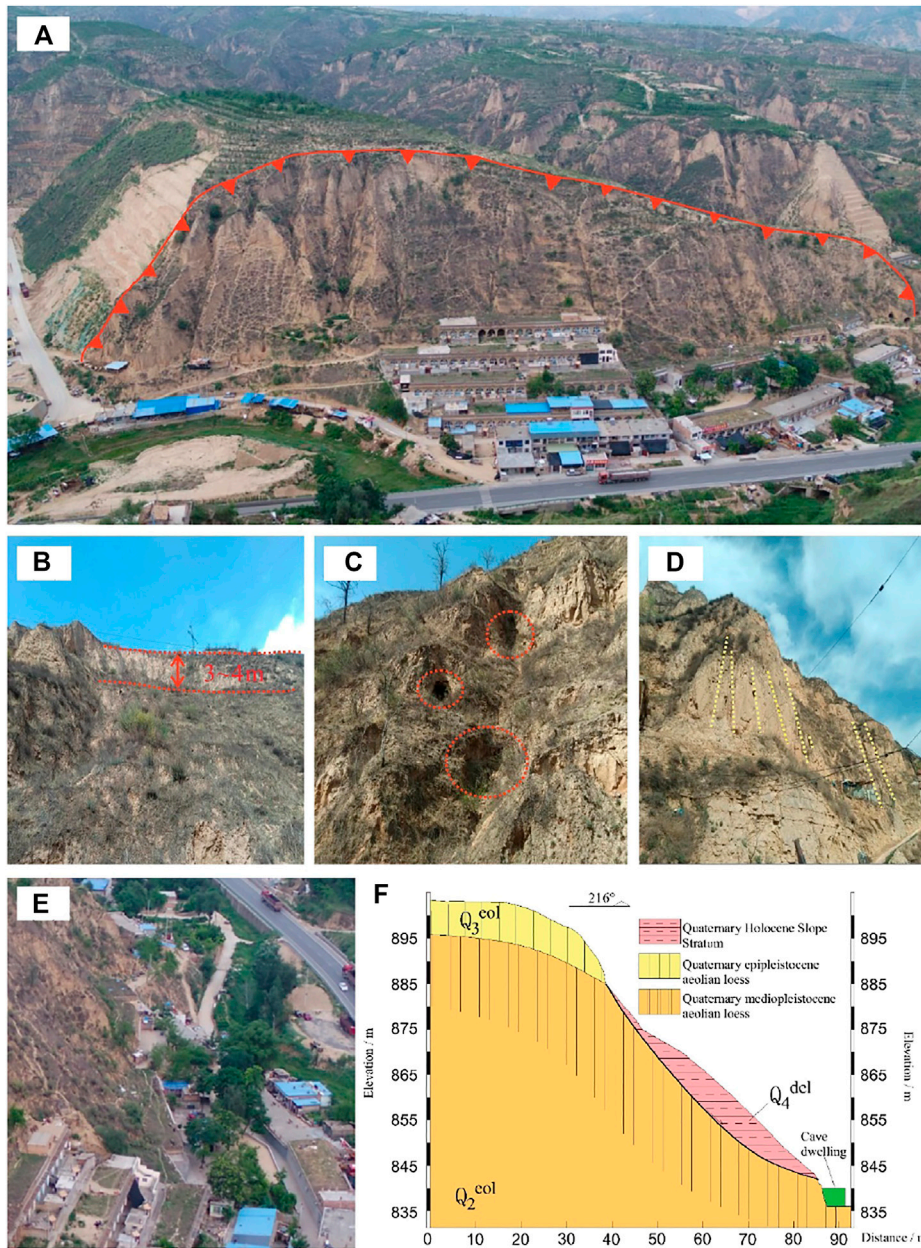 A
B
3~4m
C
D
E
F
216°
Q₃ᵉᵒˡ
Quaternary Holocene Slope
Stratum
Quaternary epipleistocene
aeolian loess
Quaternary mediopleistocene
aeolian loess
895
885
875
865
855
845
835
Elevation / m
895
885
875
865
855
845
835
Elevation / m
Q₄ᵈᵉˡ
Cave
dwelling
Q₂ᵉᵒˡ
0 10 20 30 40 50 60 70 80 90
Distance / m